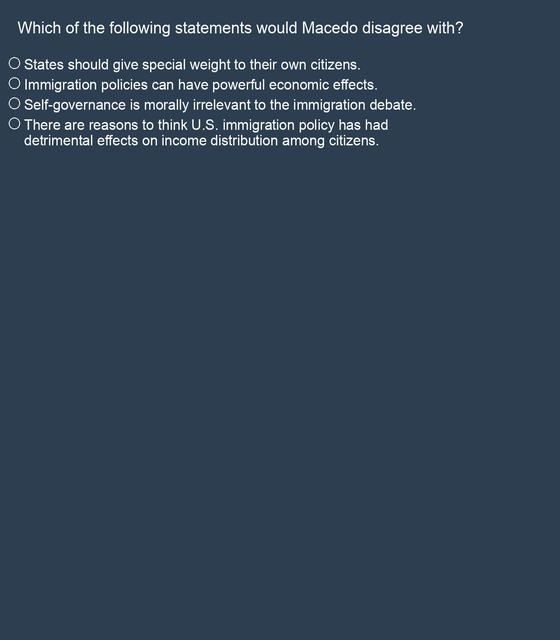 Which of the following statements would Macedo disagree with?
States should give special weight to their own citizens.
Immigration policies can have powerful economic effects.
Self-governance is morally irrelevant to the immigration debate.
There are reasons to think U.S. immigration policy has had
detrimental effects on income distribution among citizens.